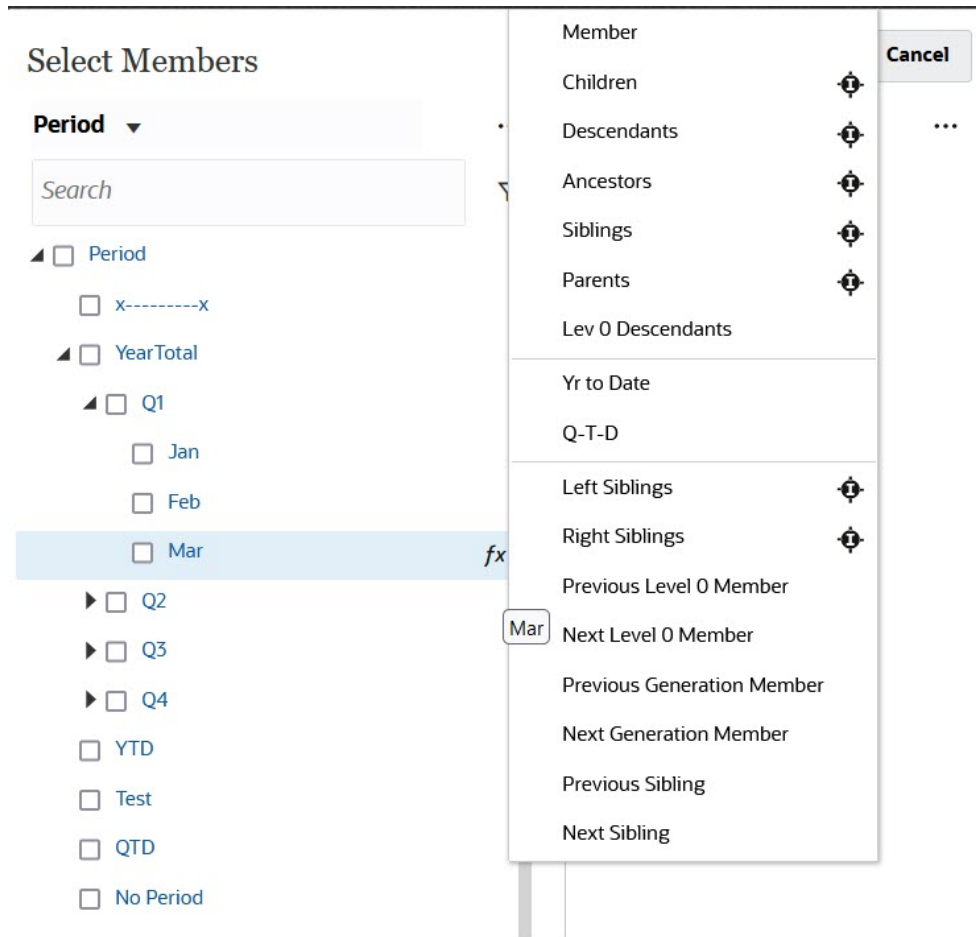 Select Members
Period
Search
Period
x---------x
YearTotal
Q1
Jan
Feb
Mar
fx
Q2
Q3
Q4
YTD
Test
QTD
No Period
Mar
Member
Children
Descendants
Ancestors
Siblings
Parents
Lev 0 Descendants
Yr to Date
Q-T-D
Left Siblings
Right Siblings
Previous Level 0 Member
Next Level 0 Member
Previous Generation Member
Next Generation Member
Previous Sibling
Next Sibling
Cancel
...